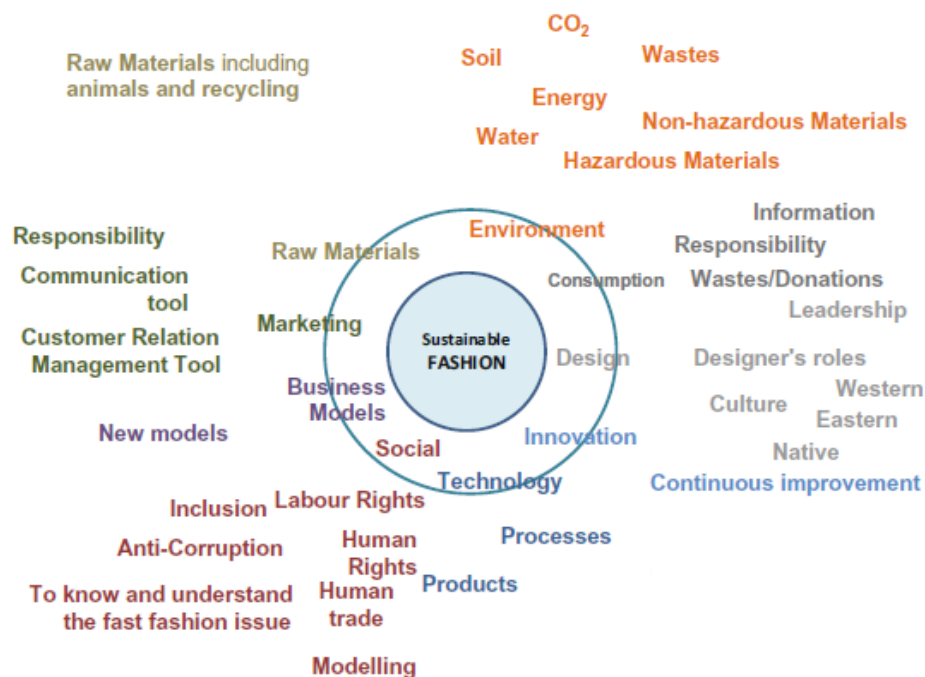 CO₂
Soil
Wastes
Raw Materials including
animals and recycling
Energy
Non-hazardous Materials
Water
Hazardous Materials
Information
Environment
Responsibility
Responsibility
Raw Materials
Communication
tool
Consumption
Wastes/Donations
Leadership
Marketing
Customer Relation
Management Tool
Sustainable
FASHION
Design
Designer's roles
Western
Business
Models
Culture
Eastern
New models
Innovation
Social
Native
Technology
Continuous improvement
Inclusion
Labour Rights
Processes
Anti-Corruption
Human
Rights
Products
To know and understand
the fast fashion issue
Human
trade
Modelling